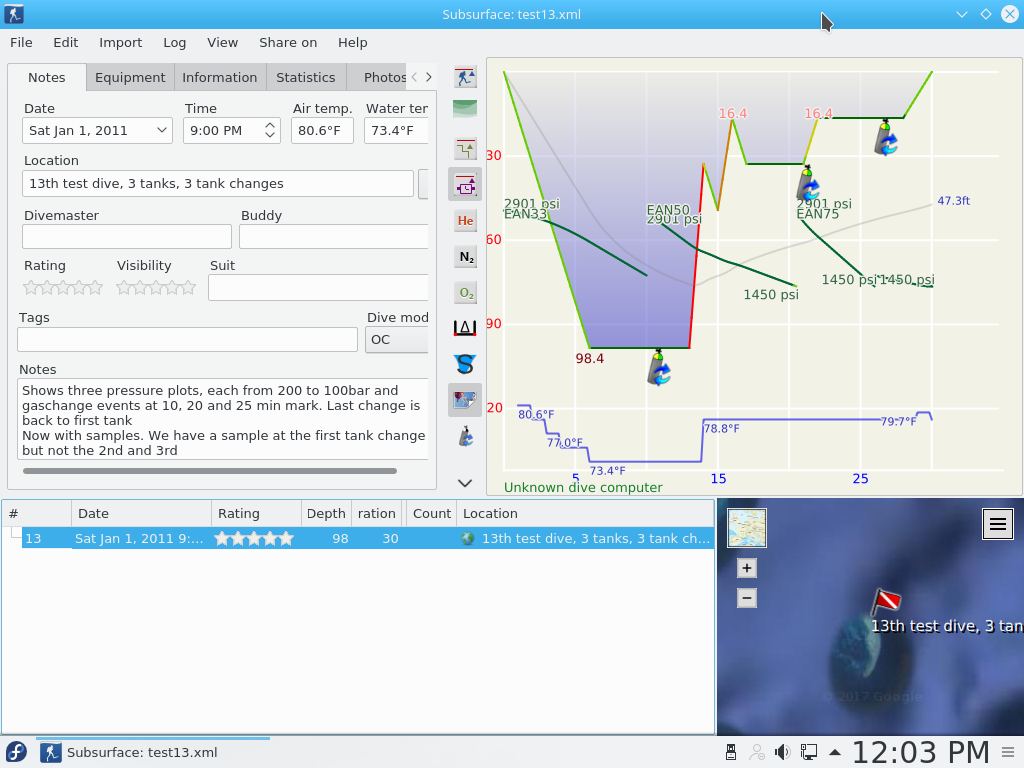 Subsurface: test13.xml
File Edit Import Log View Share on Help
Notes Equipment Information Statistics Photos
Date Time Air temp. Water ter
Sat Jan 1, 2011 9:00 PM 80.6°F 73.4°F
Location
13th test dive, 3 tanks, 3 tank changes
Divemaster Buddy
Rating Visibility Suit
Tags Dive mod
OC
Notes
Shows three pressure plots, each from 200 to 100bar and
gaschange events at 10, 20 and 25 min mark. Last change is
back to first tank
Now with samples. We have a sample at the first tank change
but not the 2nd and 3rd
He
N₂
O₂
16.4 16.4
30
2901 psi
EAN33
EAN50
2901 psi
2901 psi
EAN75
47.3ft
60
1450 psi 1450 psi 1450 psi
90
98.4
20
80.6°F 77.0°F 73.4°F 78.8°F 79.7°F
5 15 25
Unknown dive computer
# Date Rating Depth ration Count Location
13 Sat Jan 1, 2011 9:... 98 30 13th test dive, 3 tanks, 3 tank ch...
+
−
13th test dive, 3 tan
© 2017 Google
Subsurface: test13.xml
12:03 PM